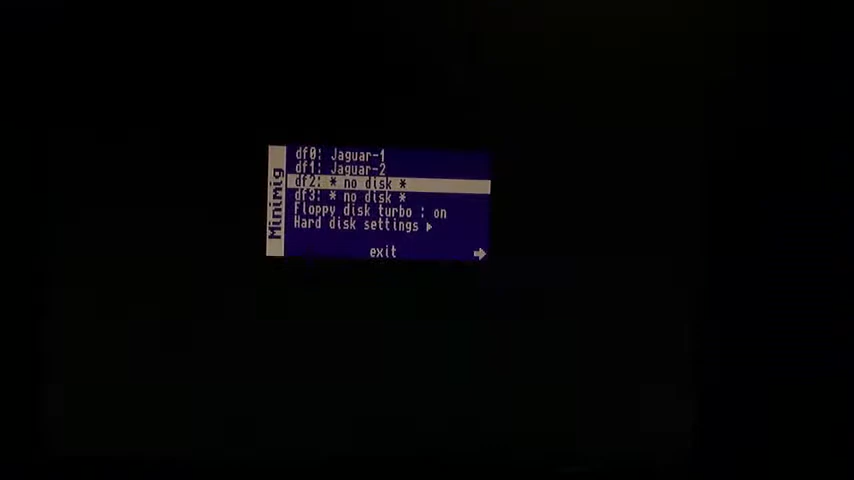 Minimig
df0: Jaguar-1
df1: Jaguar-2
df2: * no disk *
df3: * no disk *
Floppy disk turbo : on
Hard disk settings ▸
exit